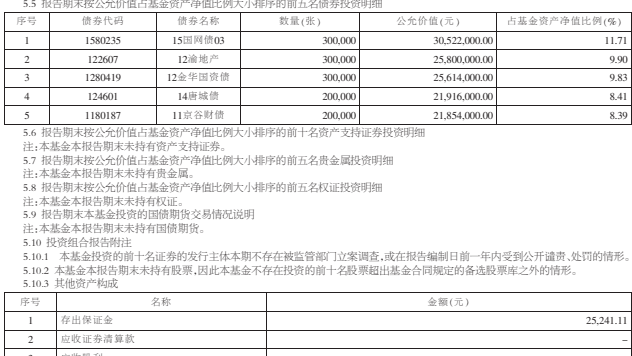 5.5 报告期末按公允价值占基金资产净值比例大小排序的前五名债券投资明细
序号 债券代码 债券名称 数量(张) 公允价值(元) 占基金资产净值比例(%)
1 1580235 15国网债03 300,000 30,522,000.00 11.71
2 122607 12渝地产 300,000 25,800,000.00 9.90
3 1280419 12金华国资债 300,000 25,614,000.00 9.83
4 124601 14唐城债 200,000 21,916,000.00 8.41
5 1180187 11京谷财债 200,000 21,854,000.00 8.39
5.6 报告期末按公允价值占基金资产净值比例大小排序的前十名资产支持证券投资明细
注:本基金本报告期末未持有资产支持证券。
5.7 报告期末按公允价值占基金资产净值比例大小排序的前五名贵金属投资明细
注:本基金本报告期末未持有贵金属。
5.8 报告期末按公允价值占基金资产净值比例大小排序的前五名权证投资明细
注:本基金本报告期末未持有权证。
5.9 报告期末本基金投资的国债期货交易情况说明
注:本基金本报告期末未持有国债期货。
5.10 投资组合报告附注
5.10.1 本基金投资的前十名证券的发行主体本期不存在被监管部门立案调查,或在报告编制日前一年内受到公开谴责、处罚的情形。
5.10.2 本基金本报告期末未持有股票,因此本基金不存在投资的前十名股票超出基金合同规定的备选股票库之外的情形。
5.10.3 其他资产构成
序号 名称 金额(元)
1 存出保证金 25,241.11
2 应收证券清算款 –